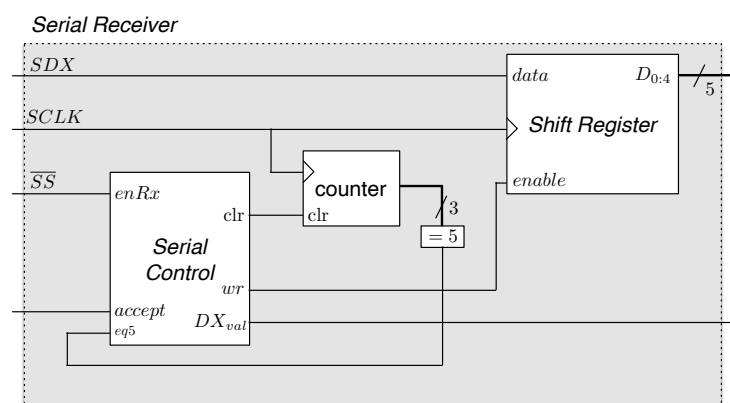 Serial Receiver
SDX
data
D0:4
5
SCLK
Shift Register
SS
enRx
counter
enable
clr
clr
3
= 5
Serial
Control
wr
accept
DXval
eq5